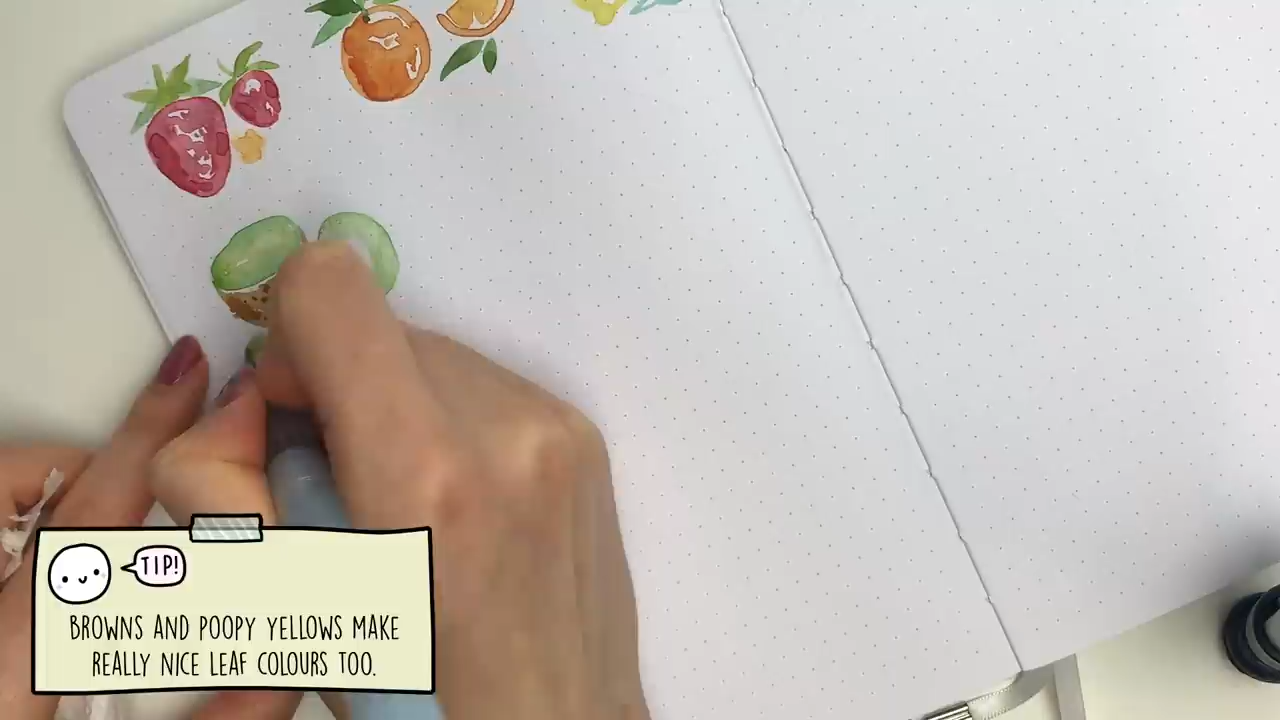 TIP!
BROWNS AND POOPY YELLOWS MAKE
REALLY NICE LEAF COLOURS TOO.